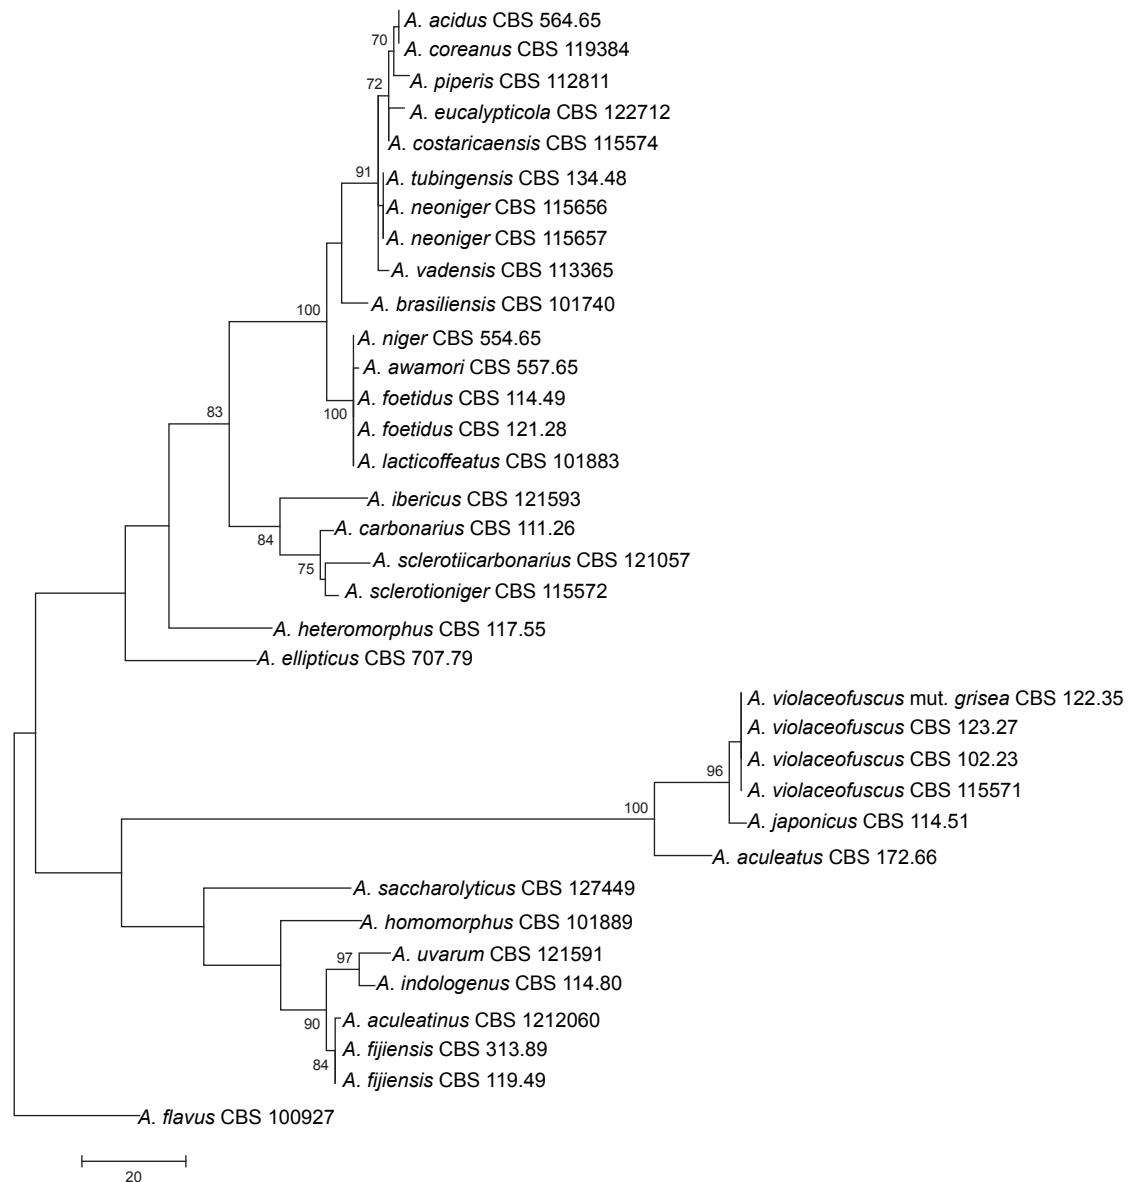 A. acidus CBS 564.65
70
A. coreanus CBS 119384
A. piperis CBS 112811
72
A. eucalypticola CBS 122712
A. costaricaensis CBS 115574
91
A. tubingensis CBS 134.48
A. neoniger CBS 115656
A. neoniger CBS 115657
A. vadensis CBS 113365
A. brasiliensis CBS 101740
100
A. niger CBS 554.65
A. awamori CBS 557.65
A. foetidus CBS 114.49
83
100
A. foetidus CBS 121.28
A. lacticoffeatus CBS 101883
A. ibericus CBS 121593
A. carbonarius CBS 111.26
84
A. sclerotiicarbonarius CBS 121057
75
A. sclerotioniger CBS 115572
A. heteromorphus CBS 117.55
A. ellipticus CBS 707.79
A. violaceofuscus mut. grisea CBS 122.35
A. violaceofuscus CBS 123.27
A. violaceofuscus CBS 102.23
96
A. violaceofuscus CBS 115571
100
A. japonicus CBS 114.51
A. aculeatus CBS 172.66
A. saccharolyticus CBS 127449
A. homomorphus CBS 101889
A. uvarum CBS 121591
97
A. indologenus CBS 114.80
A. aculeatinus CBS 1212060
90
A. fijiensis CBS 313.89
84
A. fijiensis CBS 119.49
A. flavus CBS 100927
20